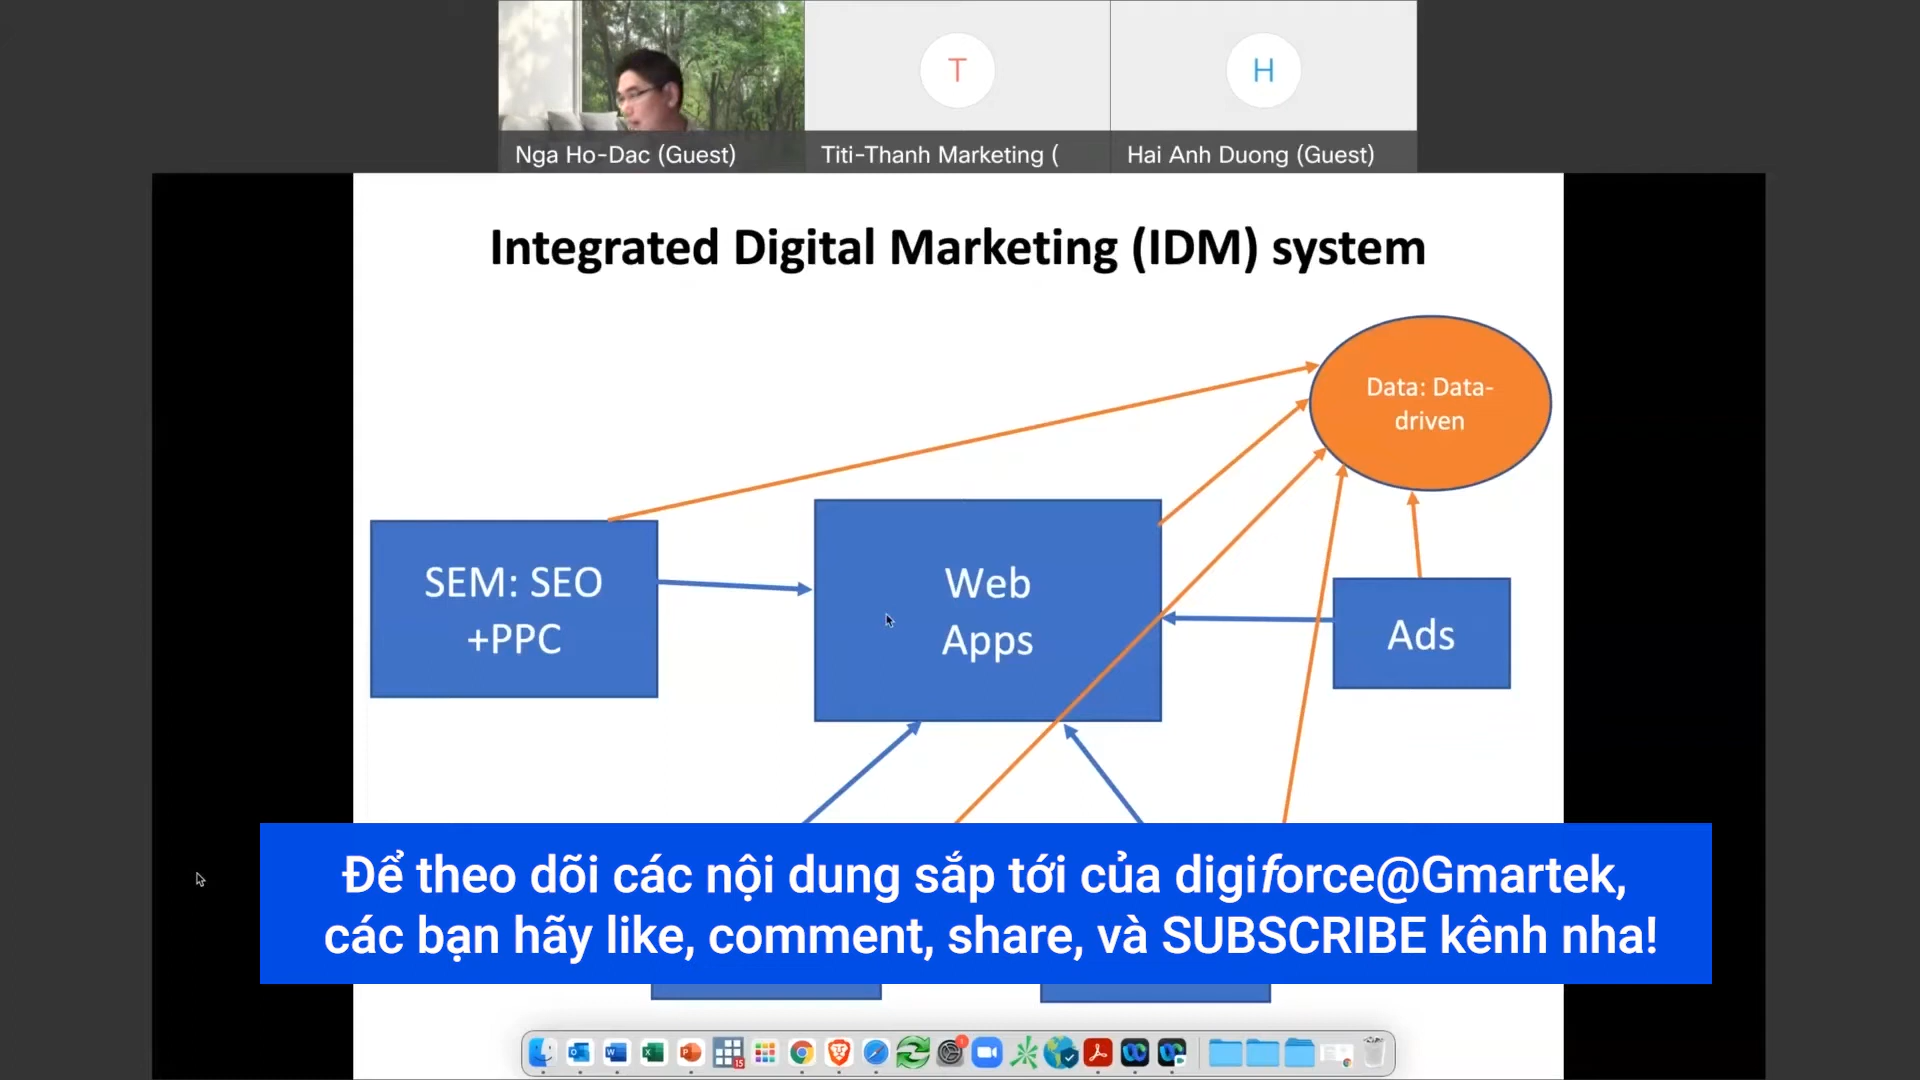 T
H
Nga Ho-Dac (Guest)
Titi-Thanh Marketing (
Hai Anh Duong (Guest)
Integrated Digital Marketing (IDM) system
Data: Data-
driven
SEM: SEO
+PPC
Web
Apps
Ads
Để theo dõi các nội dung sắp tới của digiforce@Gmartek,
các bạn hãy like, comment, share, và SUBSCRIBE kênh nha!